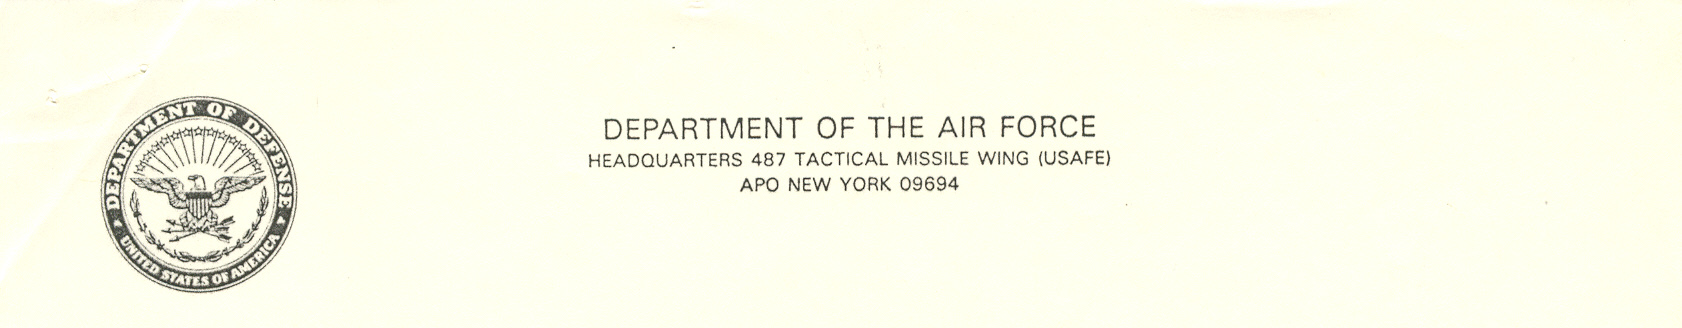 DEPARTMENT OF DEFENSE
UNITED STATES OF AMERICA
DEPARTMENT OF THE AIR FORCE
HEADQUARTERS 487 TACTICAL MISSILE WING (USAFE)
APO NEW YORK 09694